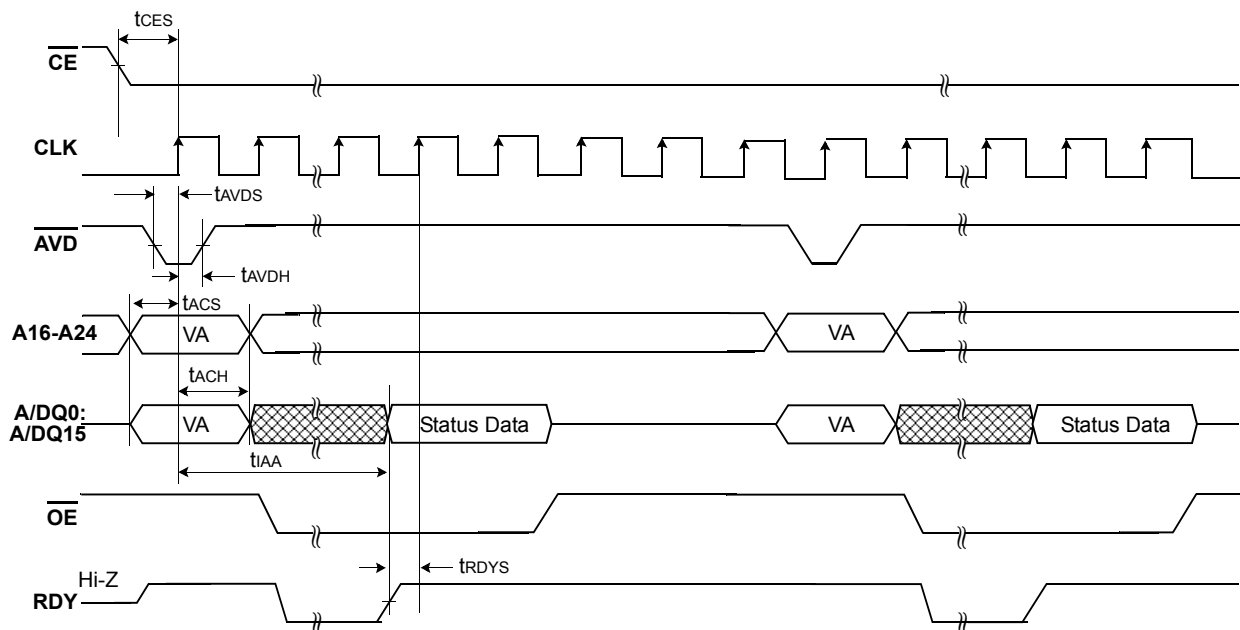 tCES
CE
CLK
tAVDS
AVD
tAVDH
tACS
A16-A24
VA
VA
tACH
A/DQ0:
A/DQ15
VA
Status Data
VA
Status Data
tIAA
OE
tRDYS
Hi-Z
RDY